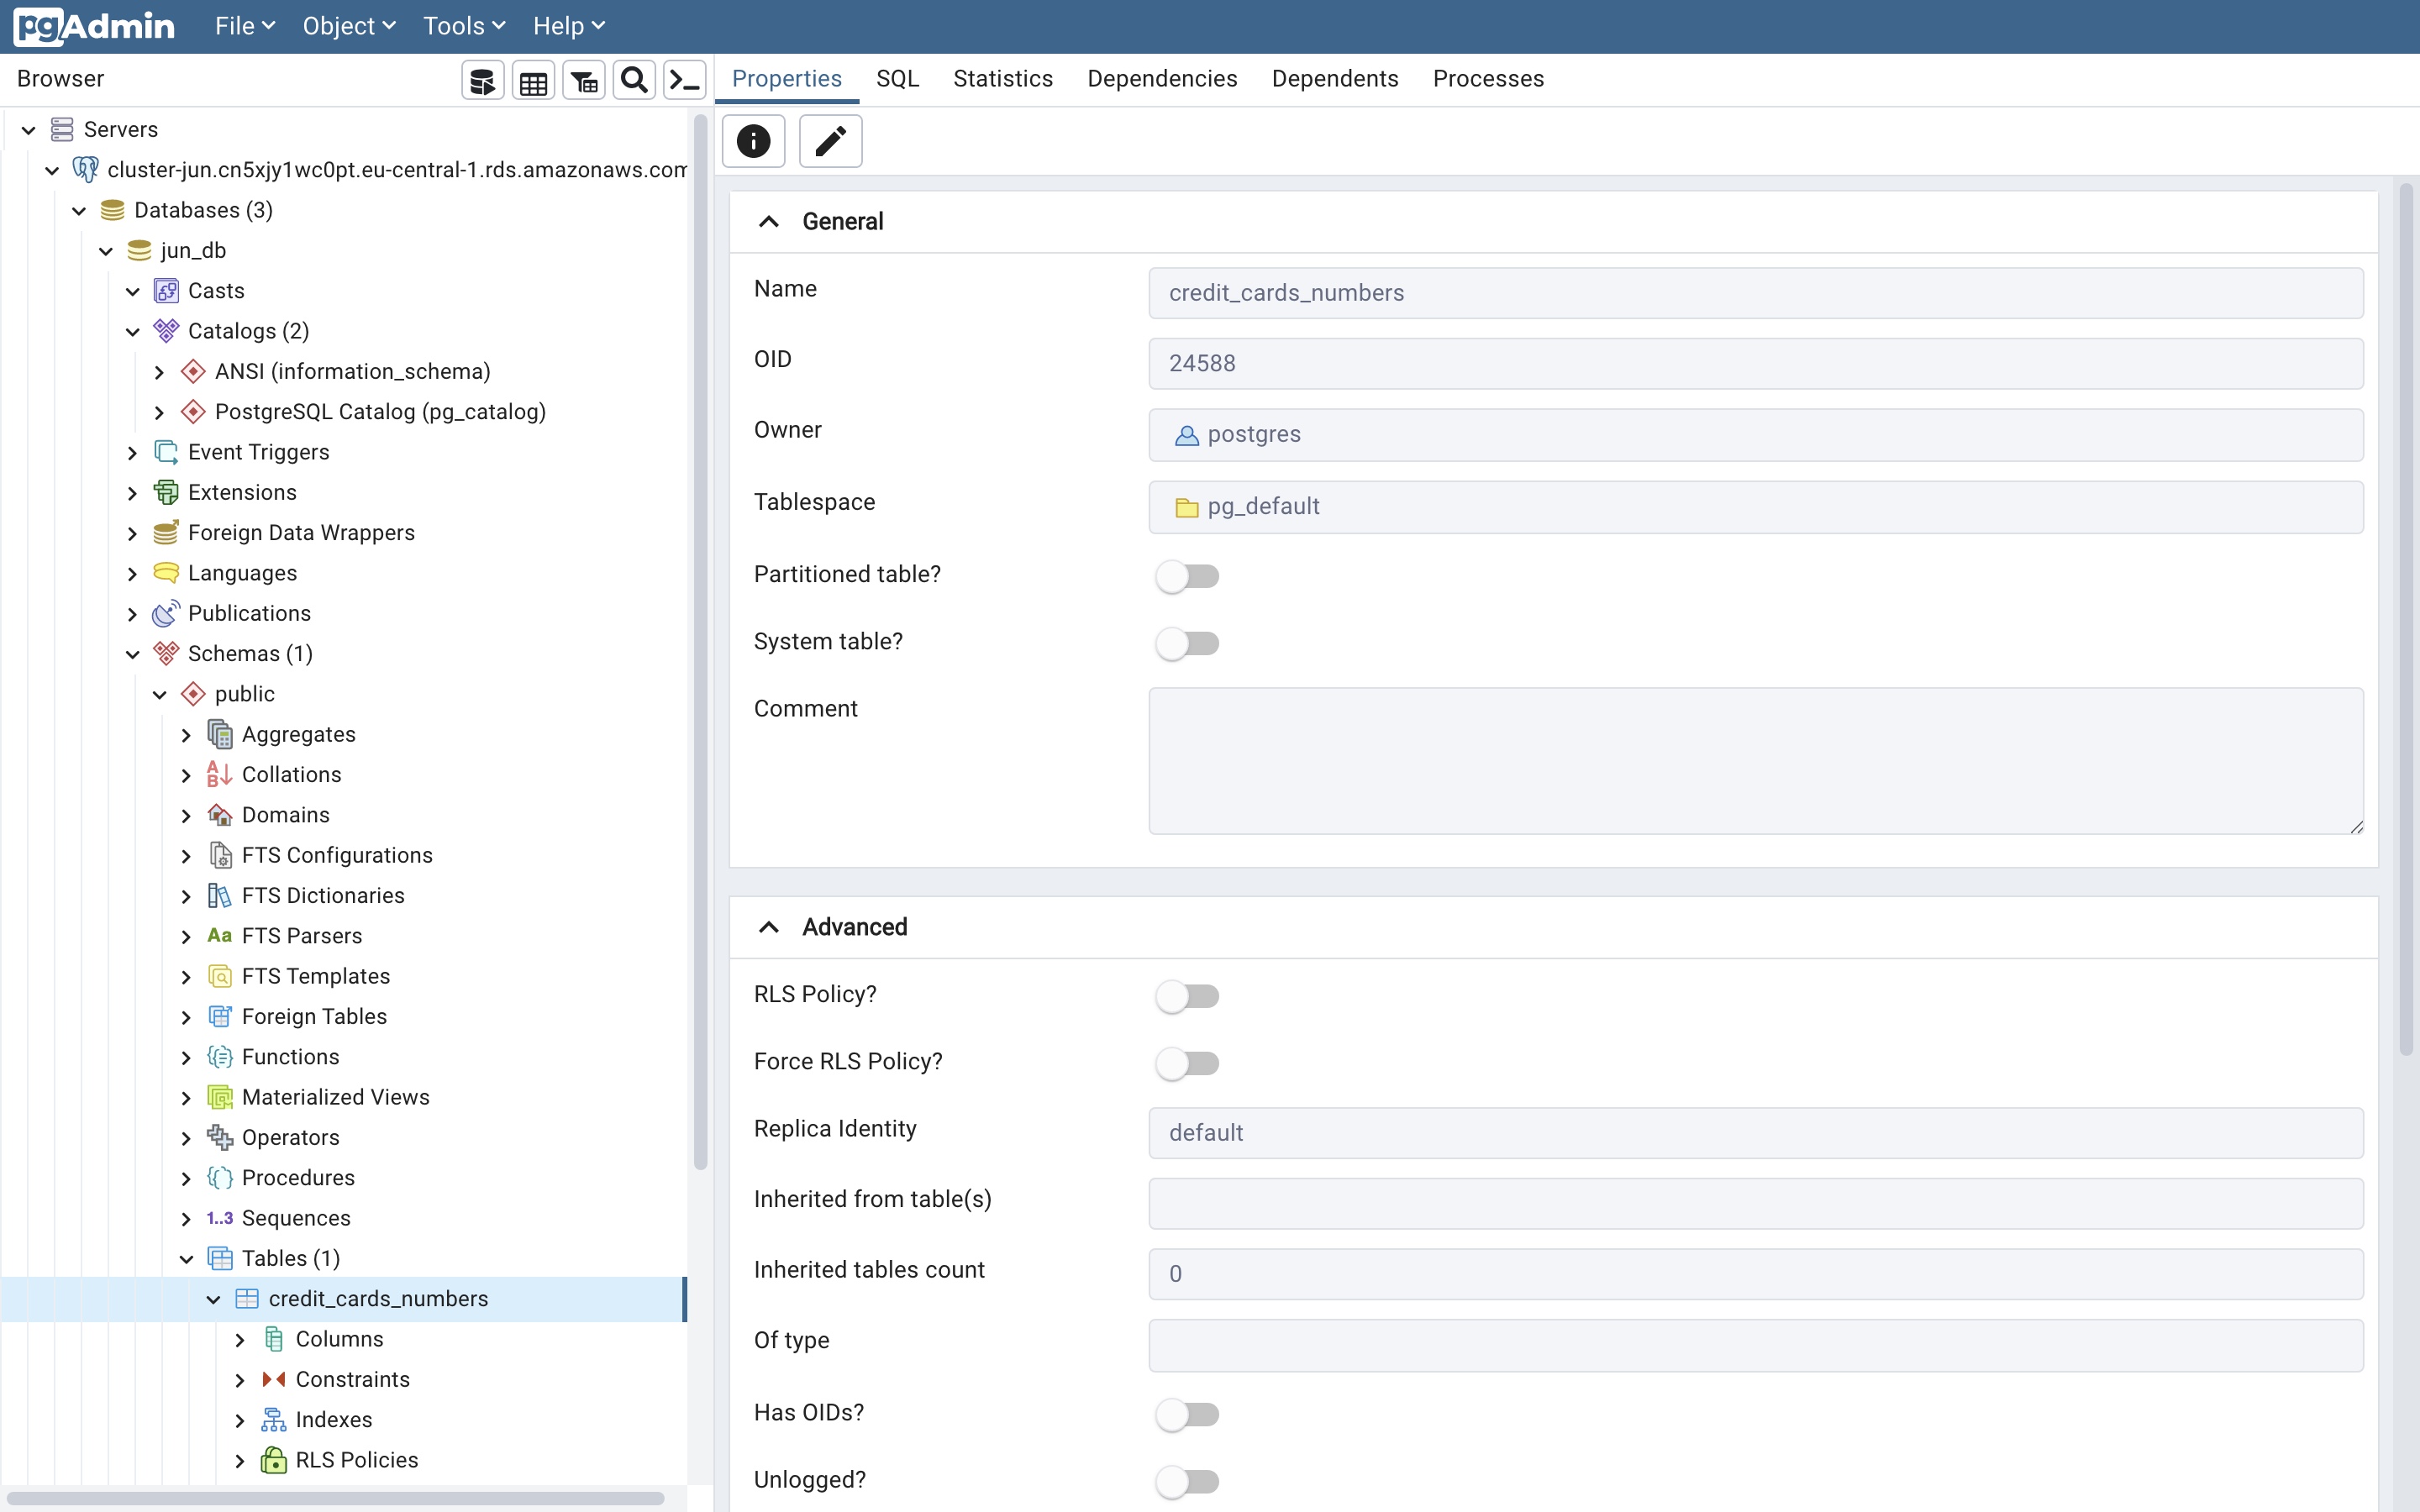 pgAdmin File Object Tools Help
Browser
Properties SQL Statistics Dependencies Dependents Processes
Servers
cluster-jun.cn5xjy1wc0pt.eu-central-1.rds.amazonaws.com
Databases (3)
jun_db
Casts
Catalogs (2)
ANSI (information_schema)
PostgreSQL Catalog (pg_catalog)
Event Triggers
Extensions
Foreign Data Wrappers
Languages
Publications
Schemas (1)
public
Aggregates
Collations
Domains
FTS Configurations
FTS Dictionaries
Aa FTS Parsers
FTS Templates
Foreign Tables
Functions
Materialized Views
Operators
Procedures
1..3 Sequences
Tables (1)
credit_cards_numbers
Columns
Constraints
Indexes
RLS Policies
General
Name credit_cards_numbers
OID 24588
Owner postgres
Tablespace pg_default
Partitioned table?
System table?
Comment
Advanced
RLS Policy?
Force RLS Policy?
Replica Identity default
Inherited from table(s)
Inherited tables count 0
Of type
Has OIDs?
Unlogged?